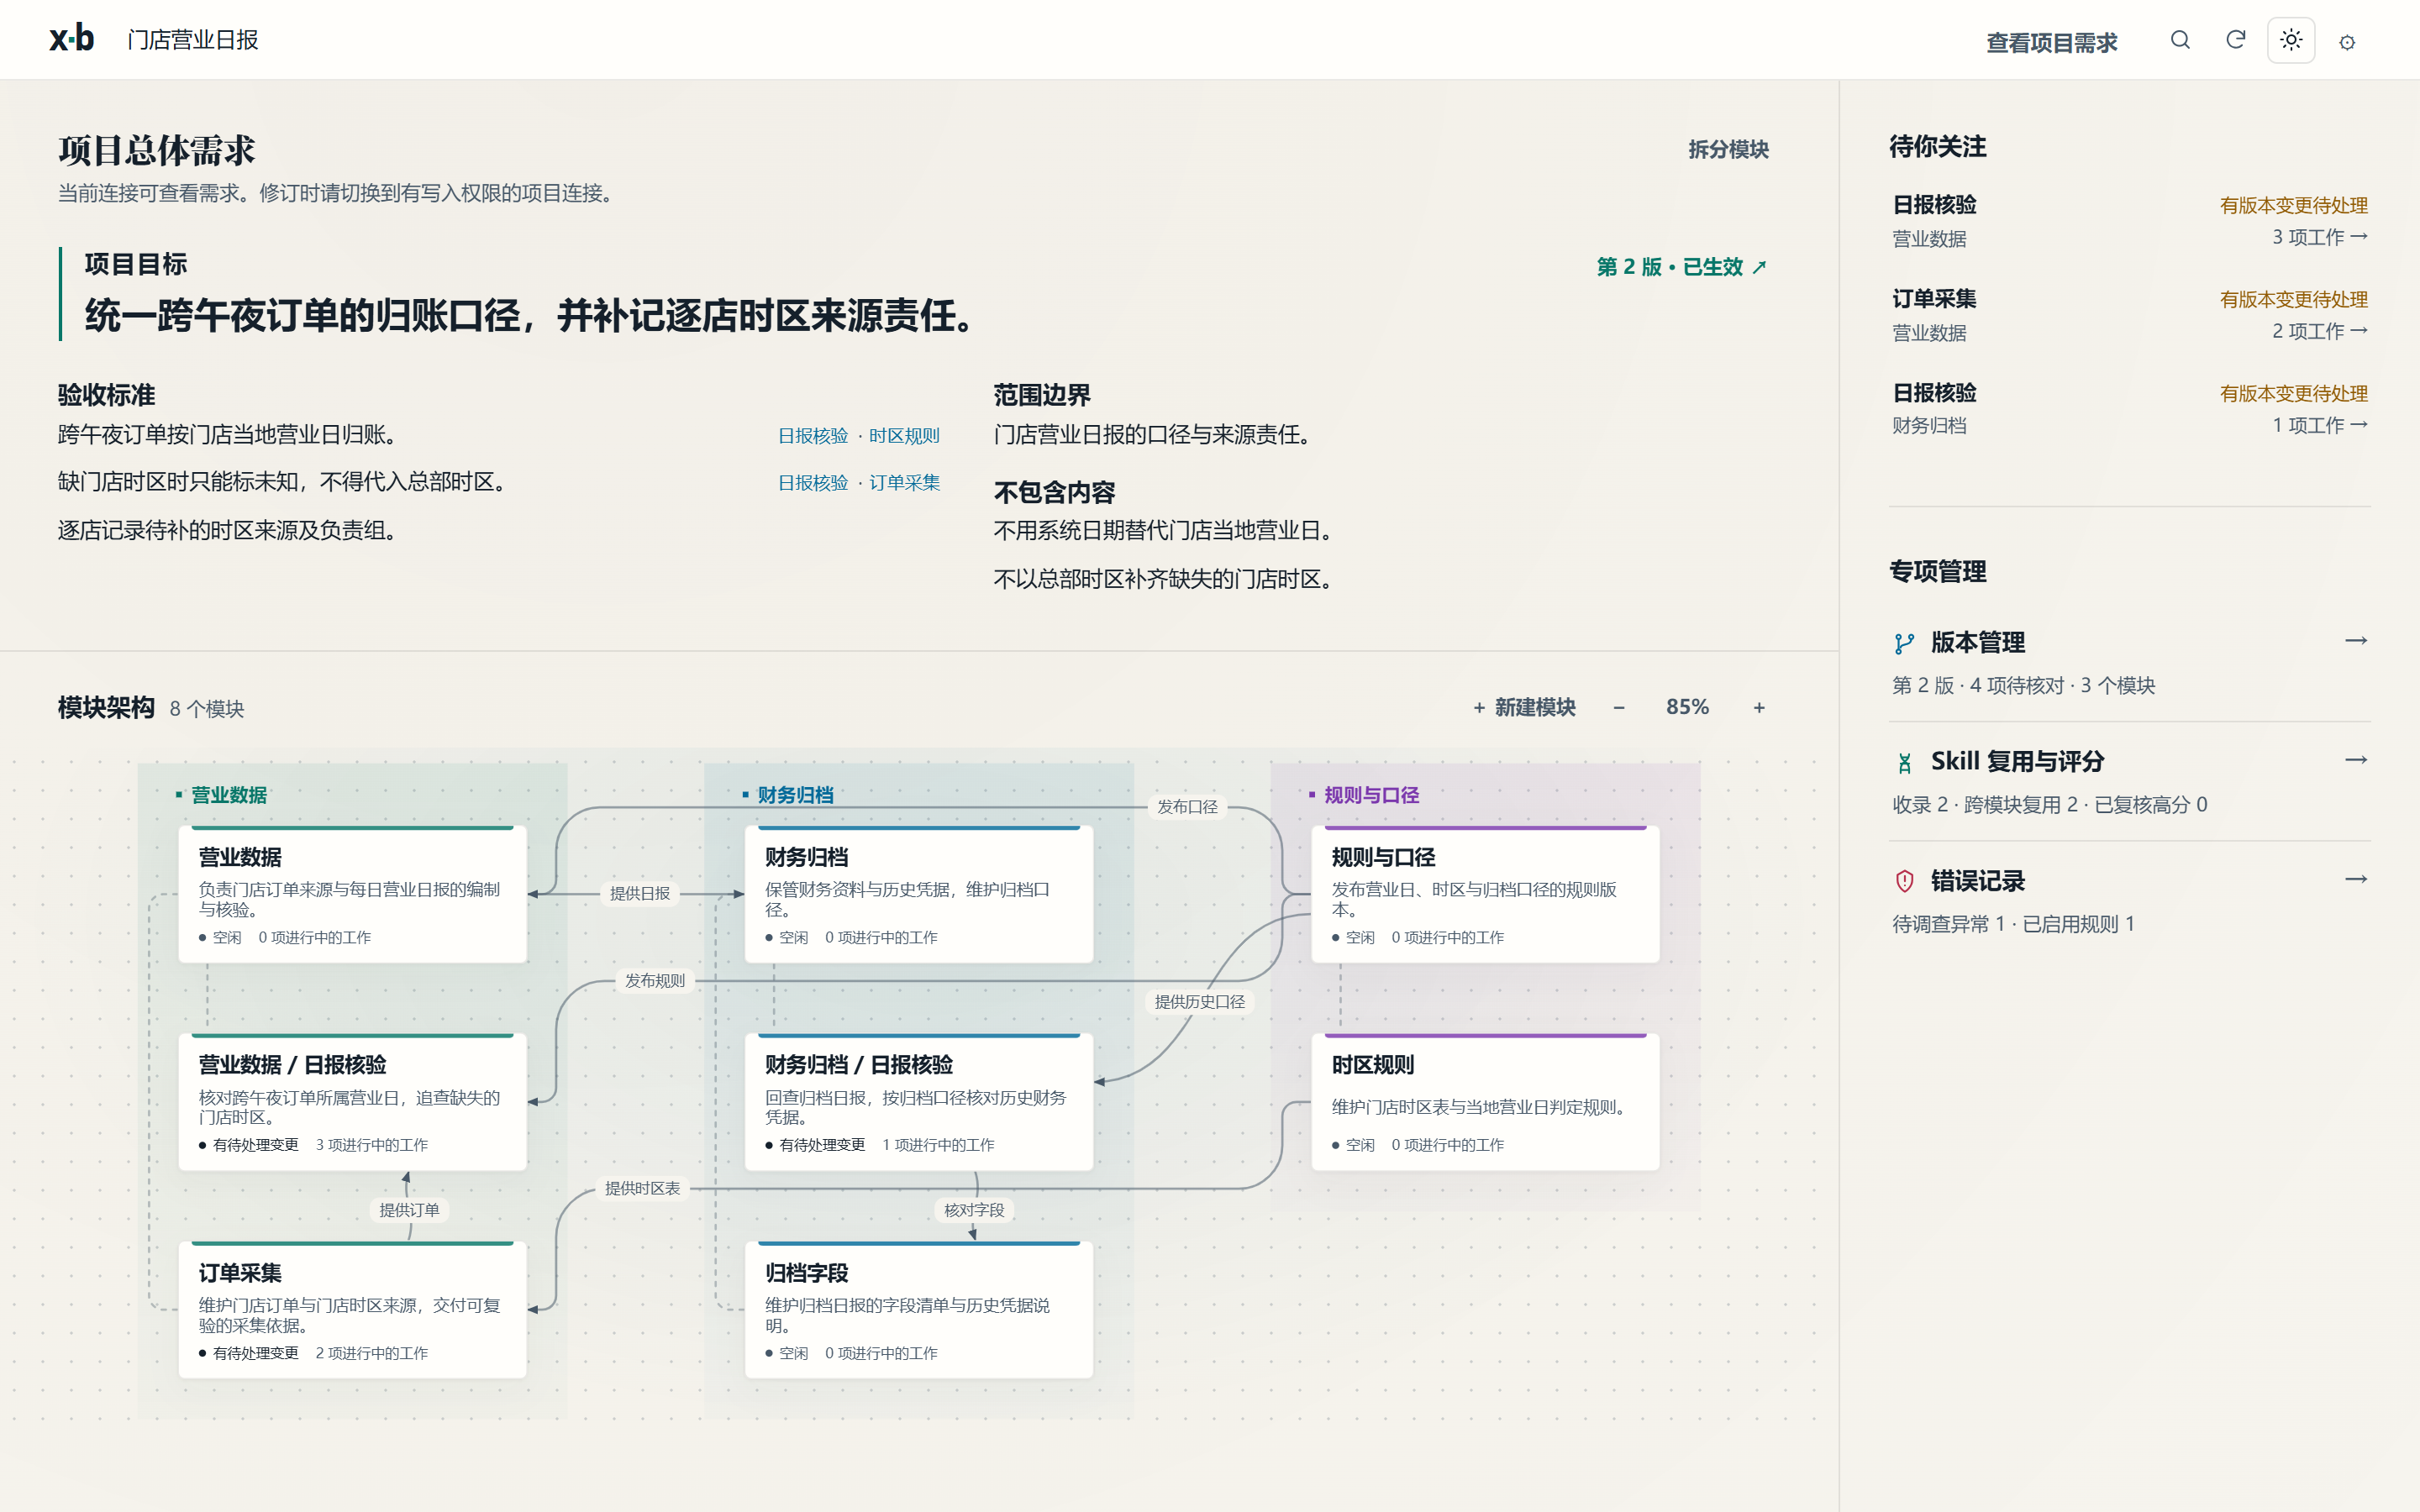 x·b 门店营业日报
查看项目需求
项目总体需求
拆分模块
当前连接可查看需求。修订时请切换到有写入权限的项目连接。
项目目标
第 2 版 • 已生效 ↗
统一跨午夜订单的归账口径，并补记逐店时区来源责任。
验收标准
跨午夜订单按门店当地营业日归账。
日报核验 · 时区规则
缺门店时区时只能标未知，不得代入总部时区。
日报核验 · 订单采集
逐店记录待补的时区来源及负责组。
范围边界
门店营业日报的口径与来源责任。
不包含内容
不用系统日期替代门店当地营业日。
不以总部时区补齐缺失的门店时区。
模块架构 8 个模块
+ 新建模块 − 85% +
营业数据
营业数据
负责门店订单来源与每日营业日报的编制
与核验。
空闲 0 项进行中的工作
营业数据 / 日报核验
核对跨午夜订单所属营业日，追查缺失的
门店时区。
有待处理变更 3 项进行中的工作
提供订单
订单采集
维护门店订单与门店时区来源，交付可复
验的采集依据。
有待处理变更 2 项进行中的工作
提供日报
发布规则
提供时区表
财务归档
财务归档
保管财务资料与历史凭据，维护归档口
径。
空闲 0 项进行中的工作
财务归档 / 日报核验
回查归档日报，按归档口径核对历史财务
凭据。
有待处理变更 1 项进行中的工作
核对字段
归档字段
维护归档日报的字段清单与历史凭据说
明。
空闲 0 项进行中的工作
发布口径
提供历史口径
规则与口径
规则与口径
发布营业日、时区与归档口径的规则版
本。
空闲 0 项进行中的工作
时区规则
维护门店时区表与当地营业日判定规则。
空闲 0 项进行中的工作
待你关注
日报核验 有版本变更待处理
营业数据 3 项工作 →
订单采集 有版本变更待处理
营业数据 2 项工作 →
日报核验 有版本变更待处理
财务归档 1 项工作 →
专项管理
版本管理 →
第 2 版 · 4 项待核对 · 3 个模块
Skill 复用与评分 →
收录 2 · 跨模块复用 2 · 已复核高分 0
错误记录 →
待调查异常 1 · 已启用规则 1